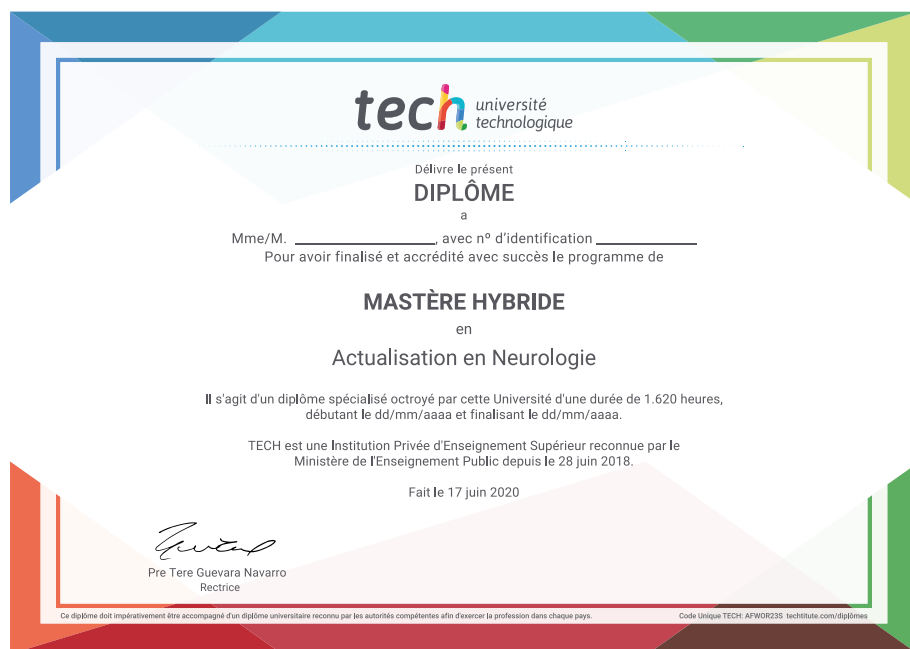 tech université
technologique
Délivre le présent
DIPLÔME
a
Mme/M. ____________________, avec nº d'identification ______________
Pour avoir finalisé et accrédité avec succès le programme de
MASTÈRE HYBRIDE
en
Actualisation en Neurologie
Il s'agit d'un diplôme spécialisé octroyé par cette Université d'une durée de 1.620 heures,
débutant le dd/mm/aaaa et finalisant le dd/mm/aaaa.
TECH est une Institution Privée d'Enseignement Supérieur reconnue par le
Ministère de l'Enseignement Public depuis le 28 juin 2018.
Fait le 17 juin 2020
Pre Tere Guevara Navarro
Rectrice
Ce diplôme doit impérativement être accompagné d'un diplôme universitaire reconnu par les autorités compétentes afin d'exercer la profession dans chaque pays.
Code Unique TECH: AFWOR23S techtitute.com/diplômes